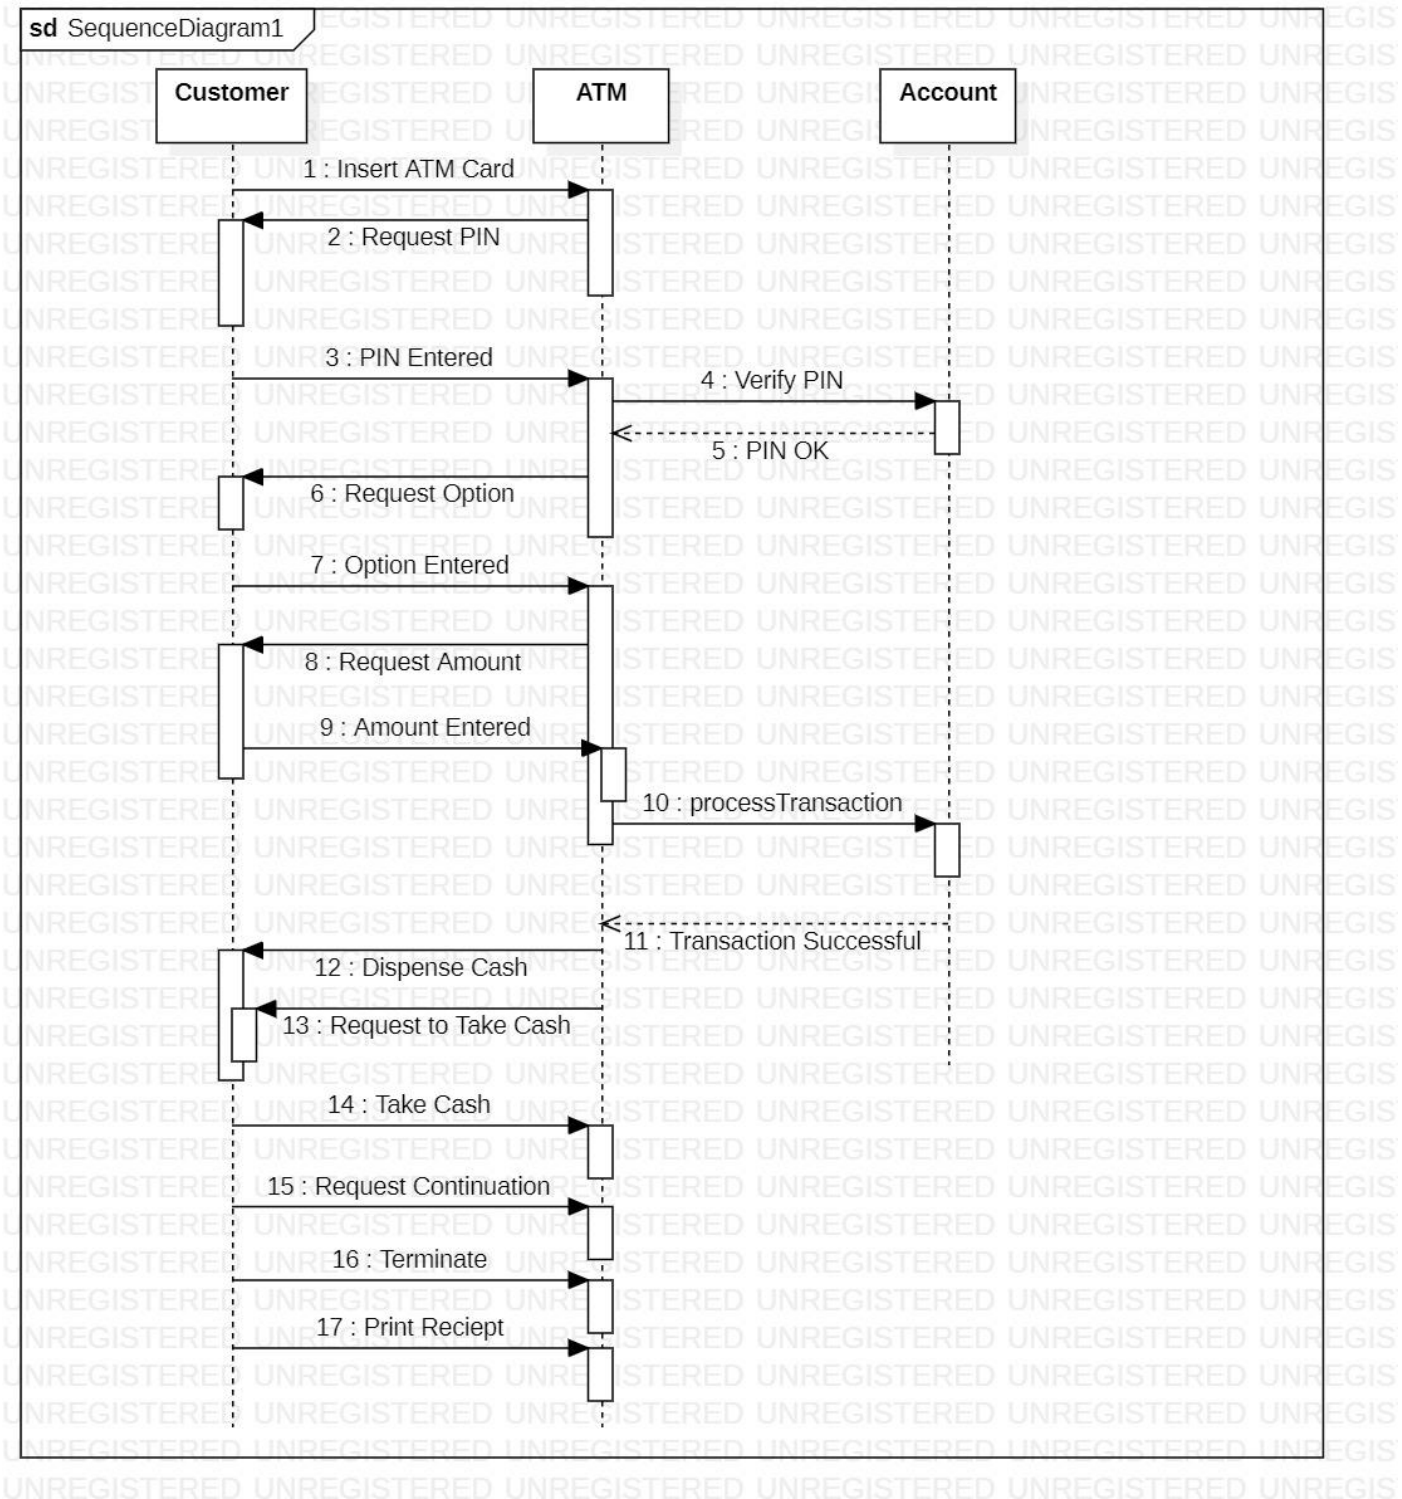 sd SequenceDiagram1
Customer
ATM
Account
1 : Insert ATM Card
2 : Request PIN
3 : PIN Entered
4 : Verify PIN
5 : PIN OK
6 : Request Option
7 : Option Entered
8 : Request Amount
9 : Amount Entered
10 : processTransaction
11 : Transaction Successful
12 : Dispense Cash
13 : Request to Take Cash
14 : Take Cash
15 : Request Continuation
16 : Terminate
17 : Print Reciept
UNREGISTERED